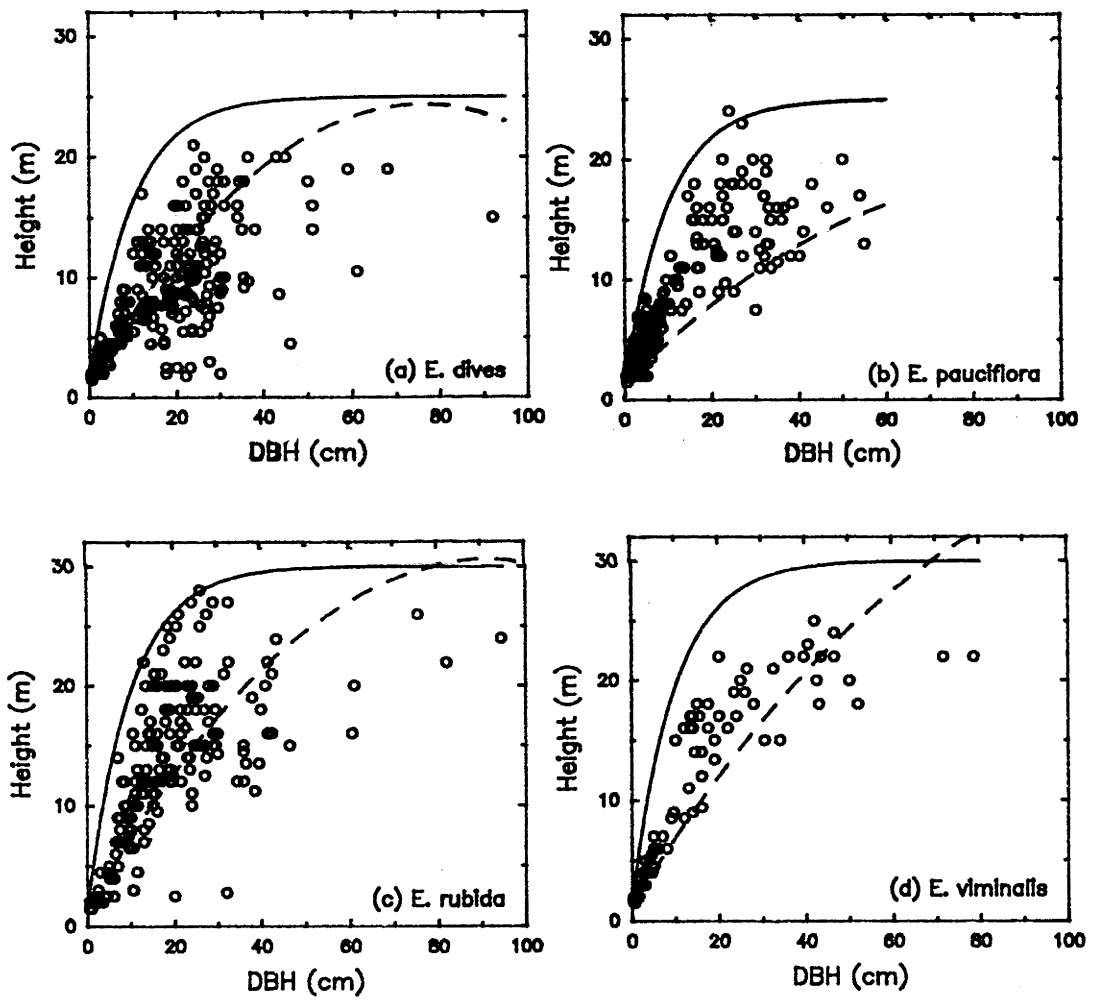 30
20
10
0
Height (m)
(a) E. dives
0 20 40 60 80 100
DBH (cm)
30
20
10
0
Height (m)
(b) E. pauciflora
0 20 40 60 80 100
DBH (cm)
30
20
10
0
Height (m)
(c) E. rubida
0 20 40 60 80 100
DBH (cm)
30
20
10
0
Height (m)
(d) E. viminalis
0 20 40 60 80 100
DBH (cm)